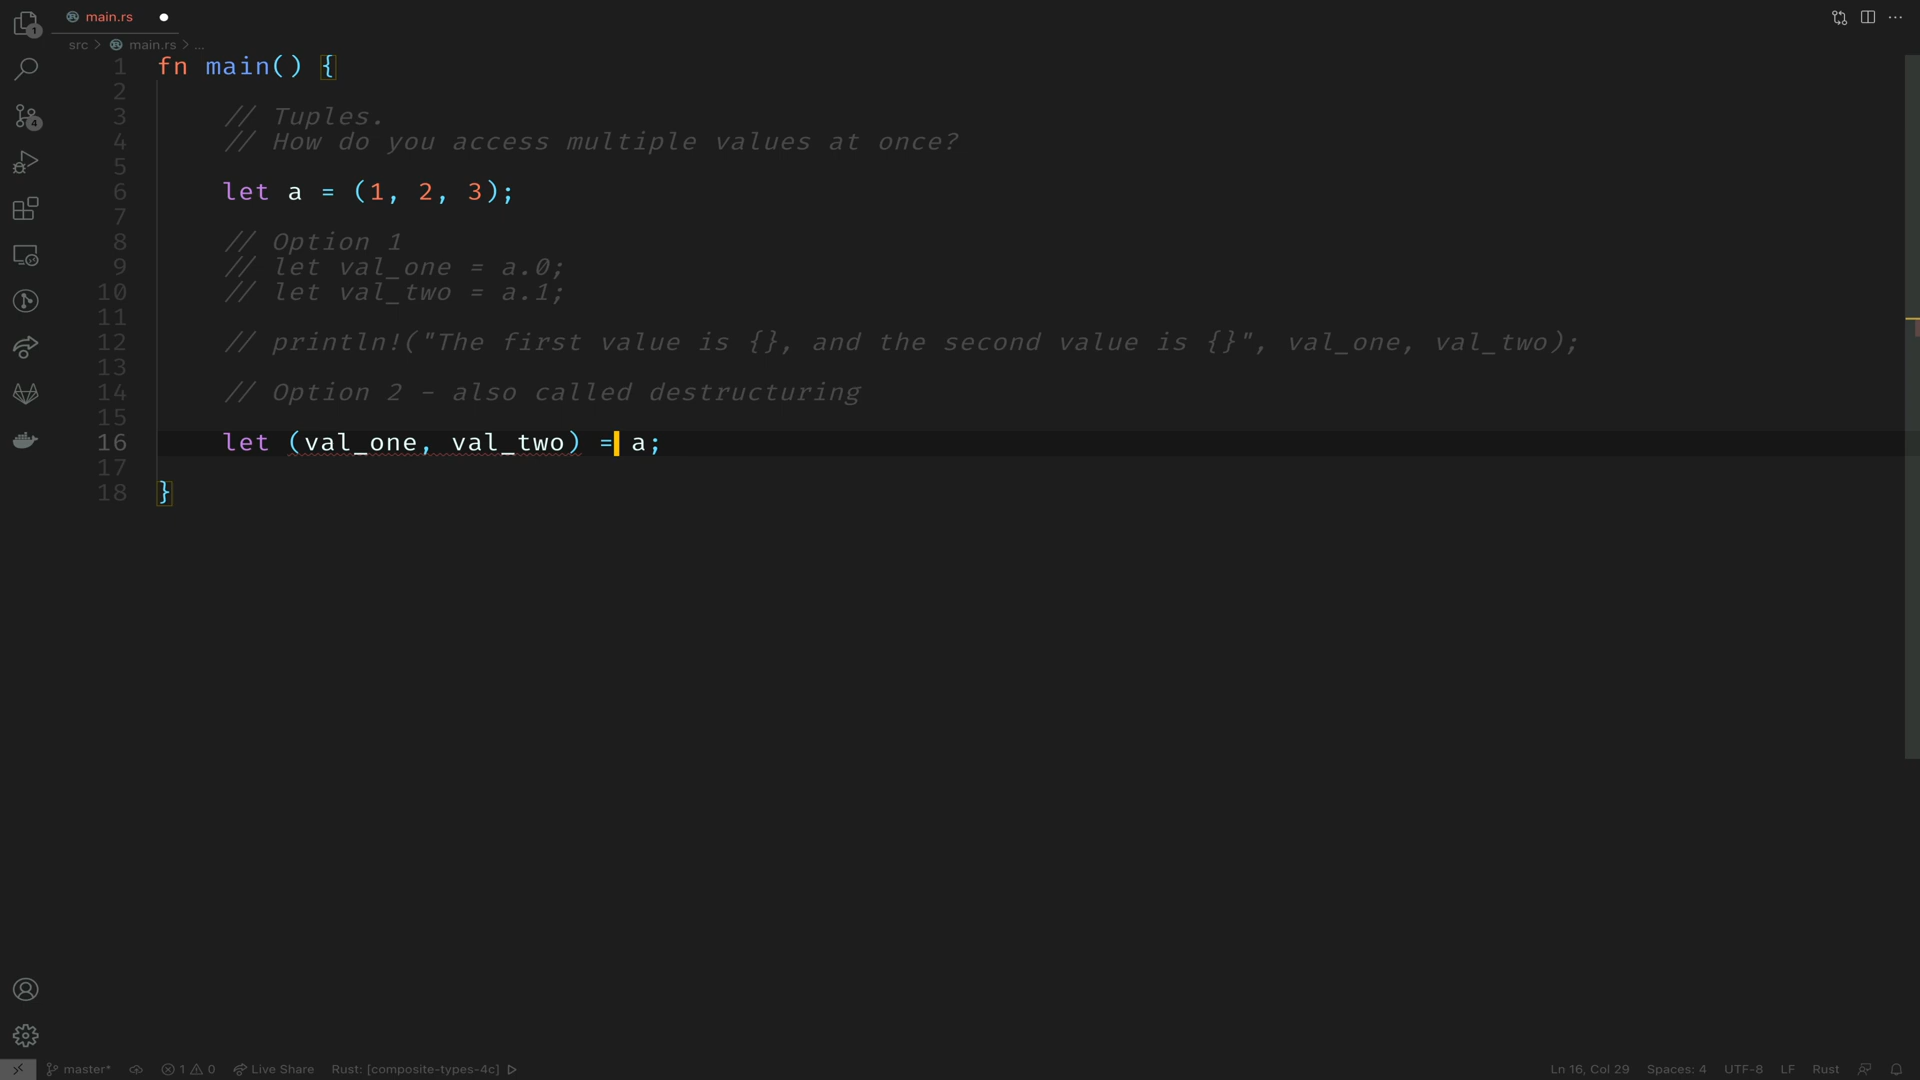 main.rs
src > main.rs > ...
1 fn main() {
2
3 // Tuples.
4 // How do you access multiple values at once?
5
6 let a = (1, 2, 3);
7
8 // Option 1
9 // let val_one = a.0;
10 // let val_two = a.1;
11
12 // println!("The first value is {}, and the second value is {}", val_one, val_two);
13
14 // Option 2 - also called destructuring
15
16 let (val_one, val_two) = a;
17
18 }
1
4
master* 1 0 Live Share Rust: [composite-types-4c] Ln 16, Col 29 Spaces: 4 UTF-8 LF Rust